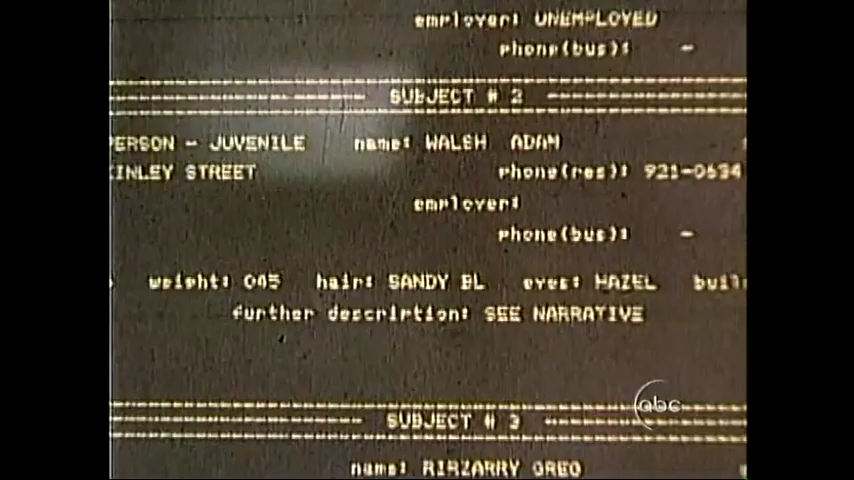 employer: UNEMPLOYED
phone(bus): -
SUBJECT # 2
PERSON - JUVENILE name: WALSH ADAM
INLEY STREET phone(res): 921-0634
employer:
phone(bus): -
weight: 045 hair: SANDY BL eyes: HAZEL buil
further description: SEE NARRATIVE
abc
SUBJECT # 3
name: RIRZARRY GREG